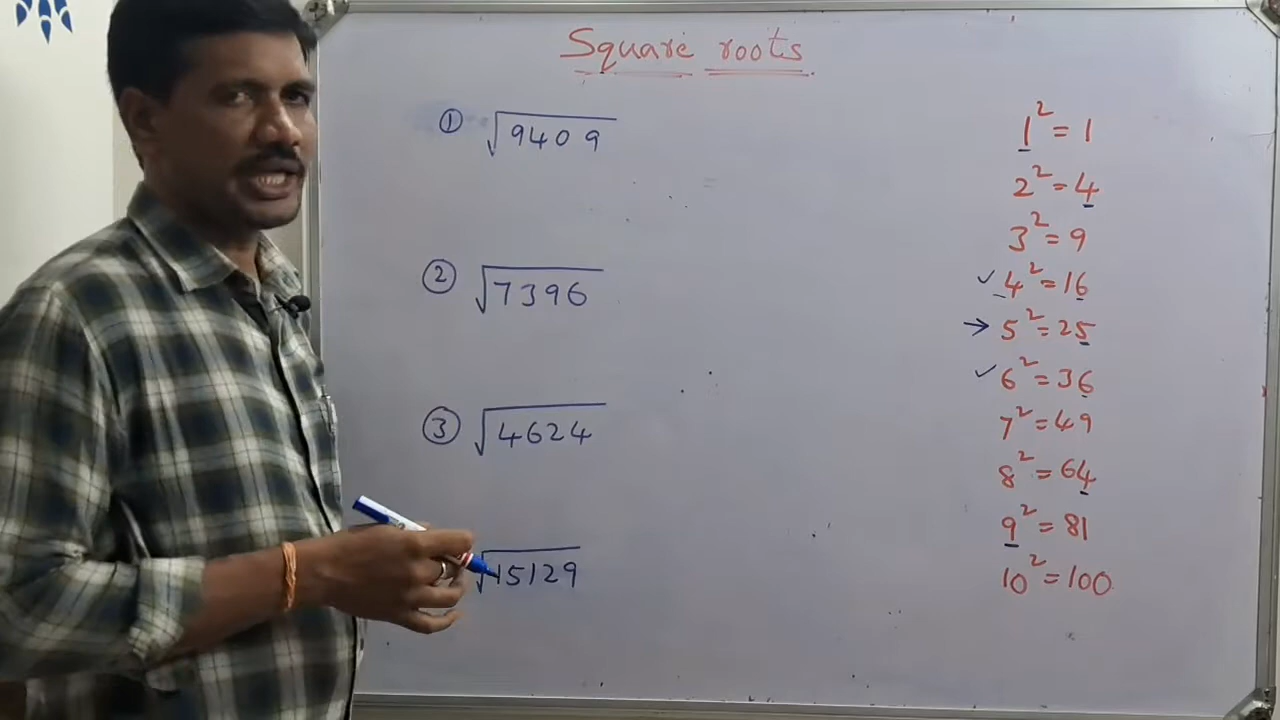 Square roots
① √9409
② √7396
③ √4624
√15129
1² = 1
2² = 4
3² = 9
✓ 4² = 16
→ 5² = 25
✓ 6² = 36
7² = 49
8² = 64
9² = 81
10² = 100